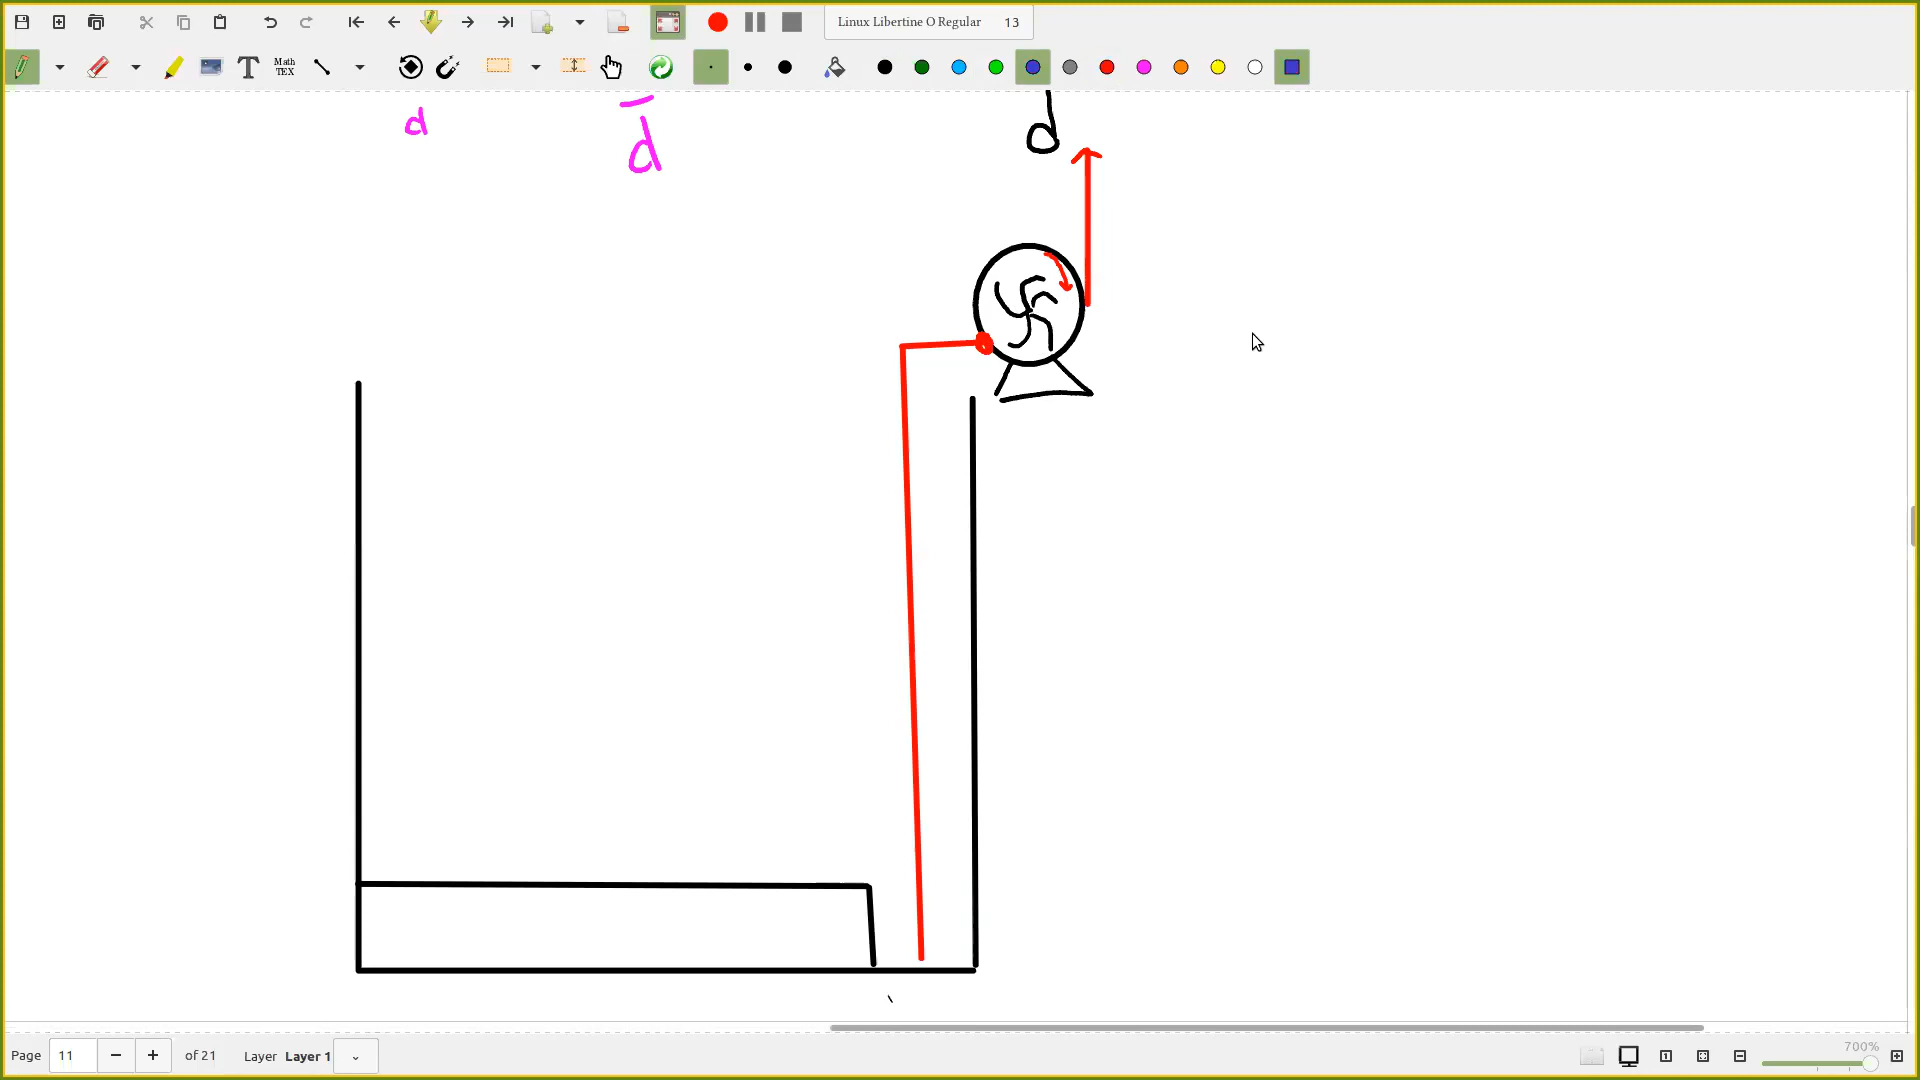 Linux Libertine O Regular 13
Math
TEX
d
d
d
Page 11 of 21 Layer Layer 1
700%